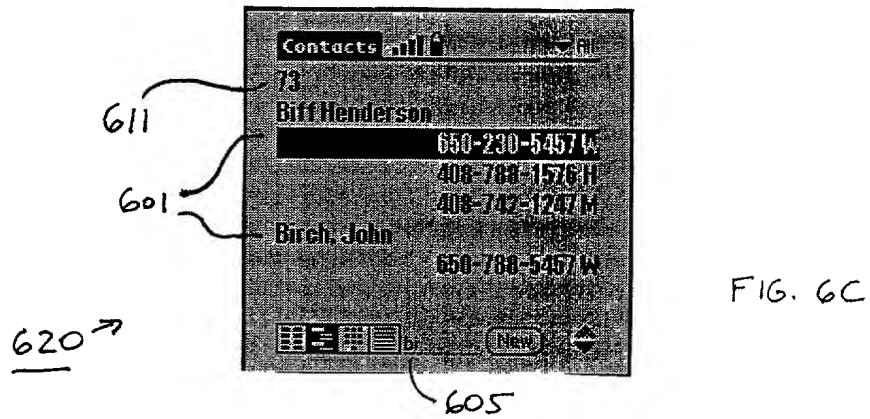 Contacts All
73
Biff Henderson
650-230-5457 W
408-788-1576 H
408-742-1247 M
Birch, John
650-788-5457 W
New
611
601
620
605
FIG. 6C